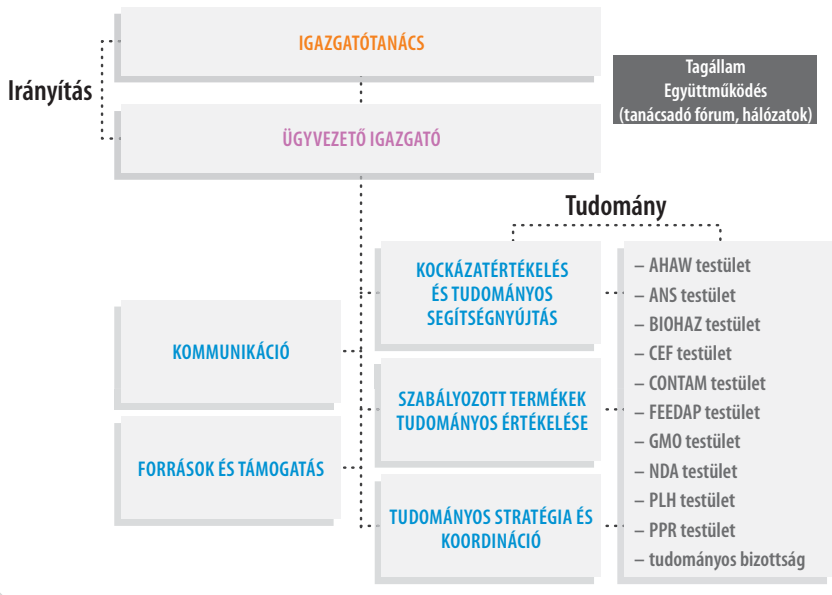 IGAZGATÓTANÁCS
Irányítás
Tagállam
Együttműködés
(tanácsadó fórum, hálózatok)
ÜGYVEZETŐ IGAZGATÓ
Tudomány
KOCKÁZATÉRTÉKELÉS
ÉS TUDOMÁNYOS
SEGÍTSÉGNYÚJTÁS
KOMMUNIKÁCIÓ
SZABÁLYOZOTT TERMÉKEK
TUDOMÁNYOS ÉRTÉKELÉSE
FORRÁSOK ÉS TÁMOGATÁS
TUDOMÁNYOS STRATÉGIA ÉS
KOORDINÁCIÓ
– AHAW testület
– ANS testület
– BIOHAZ testület
– CEF testület
– CONTAM testület
– FEEDAP testület
– GMO testület
– NDA testület
– PLH testület
– PPR testület
– tudományos bizottság